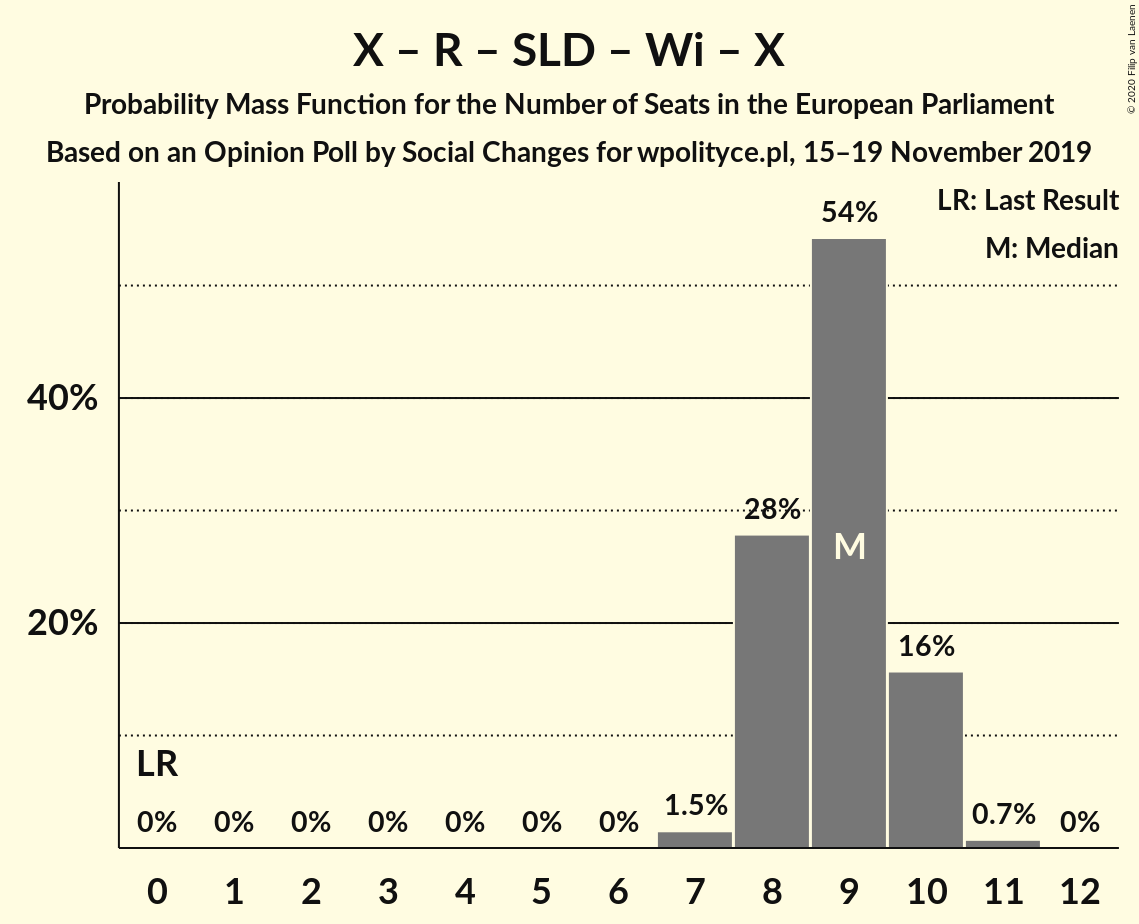 X – R – SLD – Wi – X
Probability Mass Function for the Number of Seats in the European Parliament
Based on an Opinion Poll by Social Changes for wpolityce.pl, 15–19 November 2019
© 2020 Filip van Laenen
LR: Last Result
M: Median
54%
40%
28%
M
20%
16%
LR
0% 0% 0% 0% 0% 0% 0% 1.5% 0.7% 0%
0 1 2 3 4 5 6 7 8 9 10 11 12